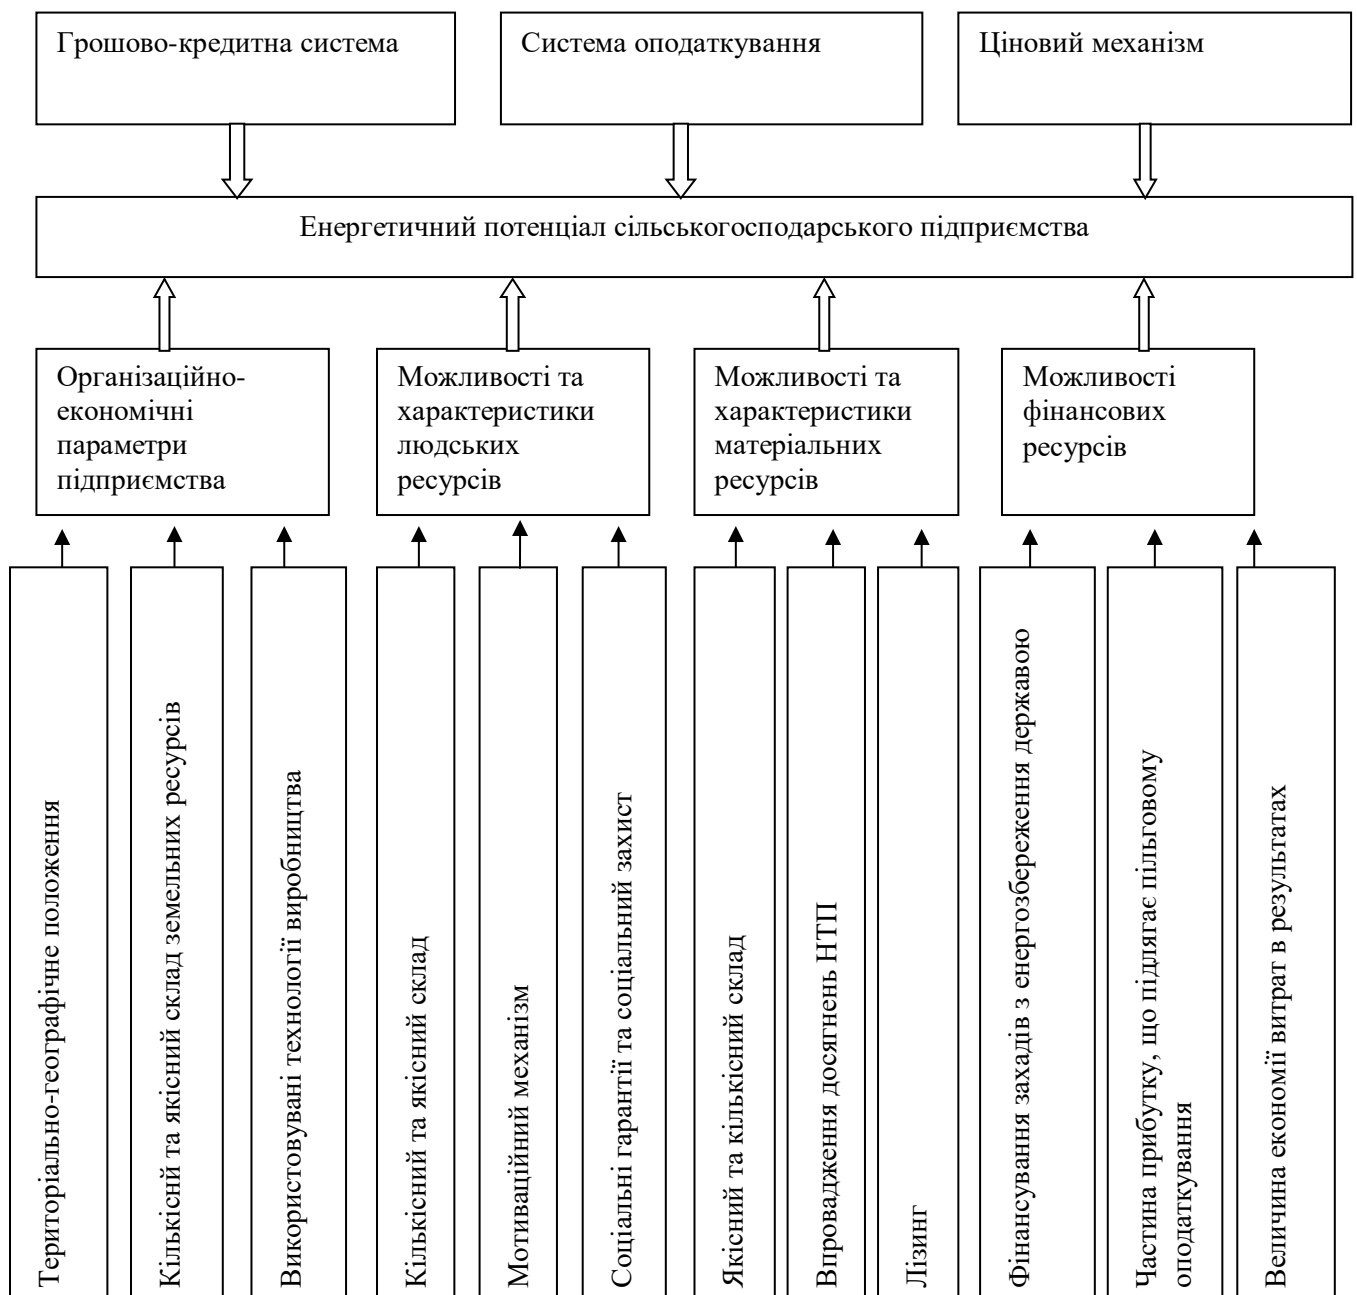 Грошово-кредитна система
Система оподаткування
Ціновий механізм
Енергетичний потенціал сільськогосподарського підприємства
Організаційно-
економічні
параметри
підприємства
Можливості та
характеристики
людських
ресурсів
Можливості та
характеристики
матеріальних
ресурсів
Можливості
фінансових
ресурсів
Територіально-географічне положення
Кількісій та якісний склад земельних ресурсів
Використовувані технології виробництва
Кількісний та якісний склад
Мотиваційний механізм
Соціальні гарантії та соціальний захист
Якісний та кількісний склад
Впровадження досягнень НТП
Лізинг
Фінансування заходів з енергозбереження державою
Частина прибутку, що підлягає пільговому
оподаткування
Величина економії витрат в результатах